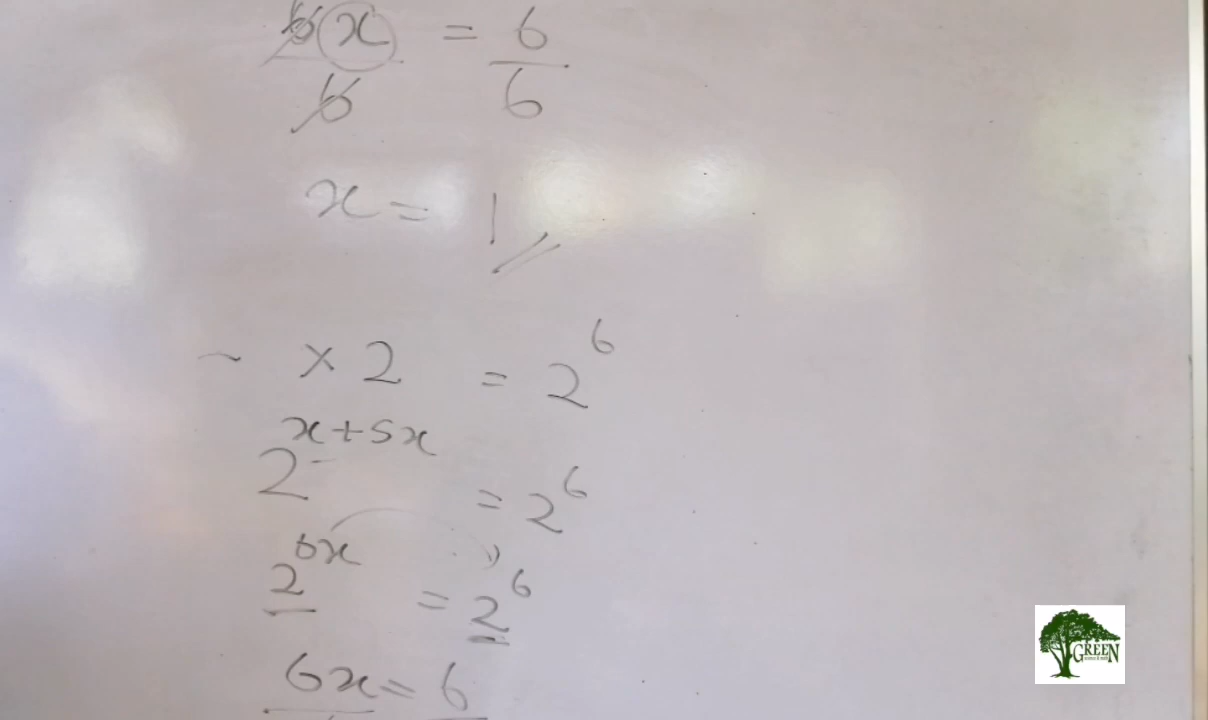 6x = 6
6 6
x = 1
~ × 2 = 2^6
2^x+5x = 2^6
2^6x = 2^6
6x = 6
GREEN